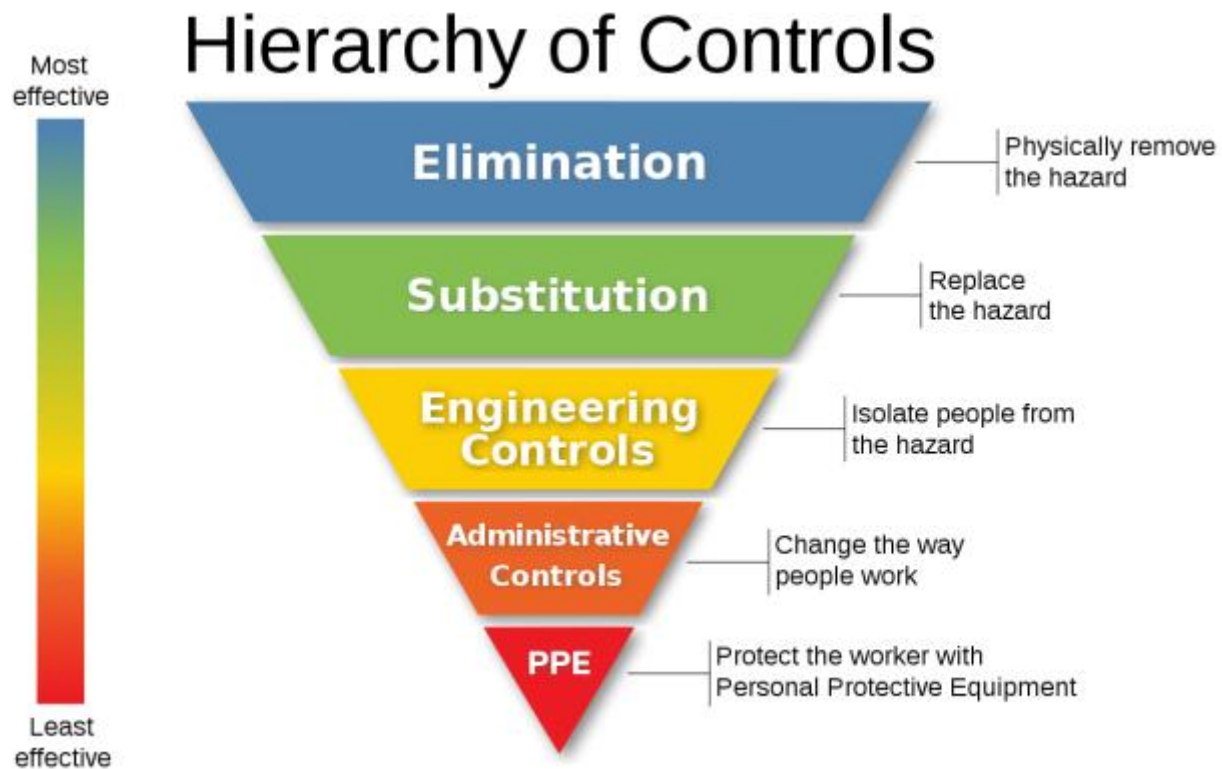 Hierarchy of Controls
Most
effective
Elimination
Physically remove
the hazard
Substitution
Replace
the hazard
Engineering
Controls
Isolate people from
the hazard
Administrative
Controls
Change the way
people work
PPE
Protect the worker with
Personal Protective Equipment
Least
effective